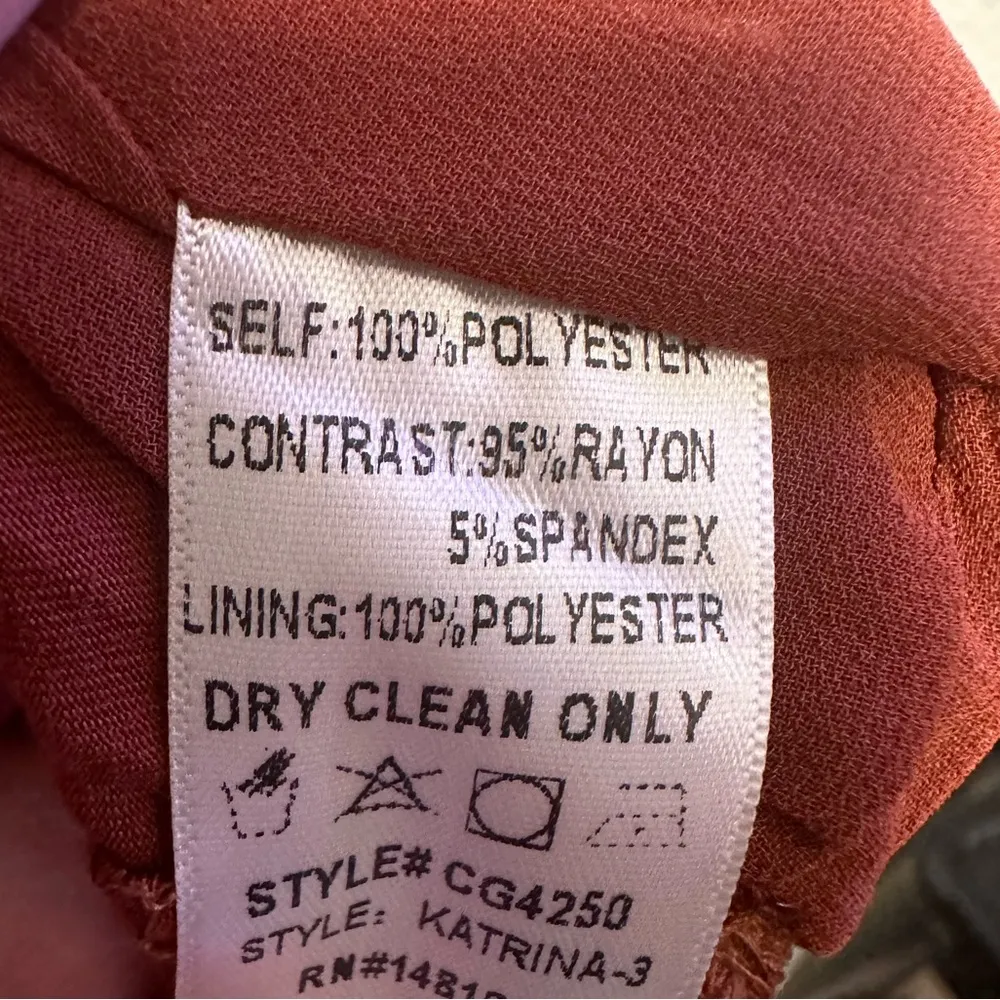 SELF:100%POLYESTER
CONTRAST:95%RAYON
5%SPANDEX
LINING:100%POLYESTER
DRY CLEAN ONLY
STYLE# CG4250
STYLE: KATRINA-3